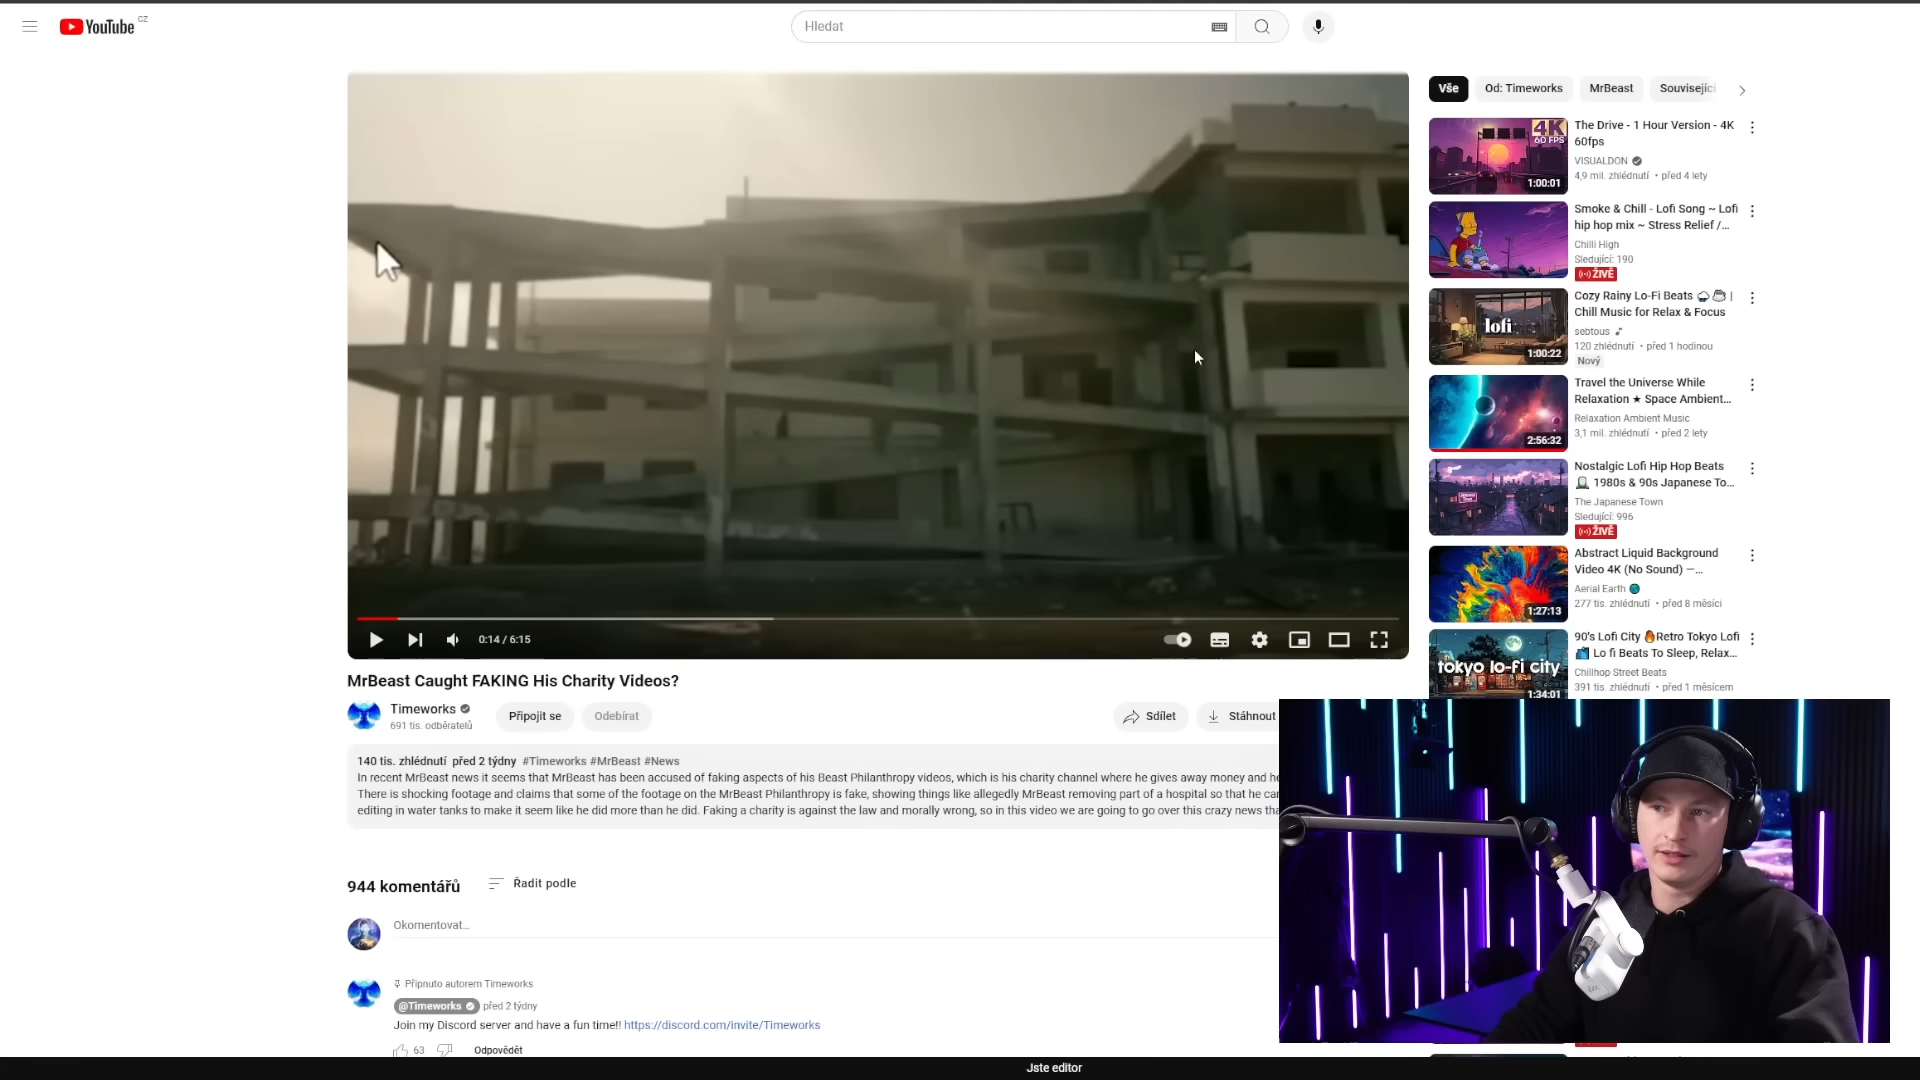 YouTube CZ
Hledat
0:14 / 6:15
MrBeast Caught FAKING His Charity Videos?
Timeworks
691 tis. odběratelů
Připojit se
Odebírat
Sdílet
Stáhnout
140 tis. zhlédnutí před 2 týdny #Timeworks #MrBeast #News
In recent MrBeast news it seems that MrBeast has been accused of faking aspects of his Beast Philanthropy videos, which is his charity channel where he gives away money and
There is shocking footage and claims that some of the footage on the MrBeast Philanthropy is fake, showing things like allegedly MrBeast removing part of a hospital so that he
editing in water tanks to make it seem like he did more than he did. Faking a charity is against the law and morally wrong, so in this video we are going to go over this crazy news
944 komentářů
Řadit podle
Okomentovat...
Připnuto autorem Timeworks
@Timeworks před 2 týdny
Join my Discord server and have a fun time!! https://discord.com/invite/Timeworks
63
Odpovědět
Vše
Od: Timeworks
MrBeast
Související
4K
60 FPS
1:00:01
The Drive - 1 Hour Version - 4K
60fps
VISUALDON
4,9 mil. zhlédnutí • před 4 lety
Smoke & Chill - Lofi Song ~ Lofi
hip hop mix ~ Stress Relief /...
Chilli High
Sledující: 190
ŽIVĚ
lofi
1:00:22
Cozy Rainy Lo-Fi Beats 🌧️ ☕ |
Chill Music for Relax & Focus
sebtous
120 zhlédnutí • před 1 hodinou
Nový
2:56:32
Travel the Universe While
Relaxation ★ Space Ambient...
Relaxation Ambient Music
3,1 mil. zhlédnutí • před 2 lety
Nostalgic Lofi Hip Hop Beats
1980s & 90s Japanese To...
The Japanese Town
Sledující: 996
ŽIVĚ
1:27:13
Abstract Liquid Background
Video 4K (No Sound) —...
Aerial Earth
277 tis. zhlédnutí • před 8 měsíci
tokyo lo-fi city
1:34:01
90's Lofi City 🔥Retro Tokyo Lofi
Lo fi Beats To Sleep, Relax...
Chillhop Street Beats
391 tis. zhlédnutí • před 1 měsícem
Jste editor